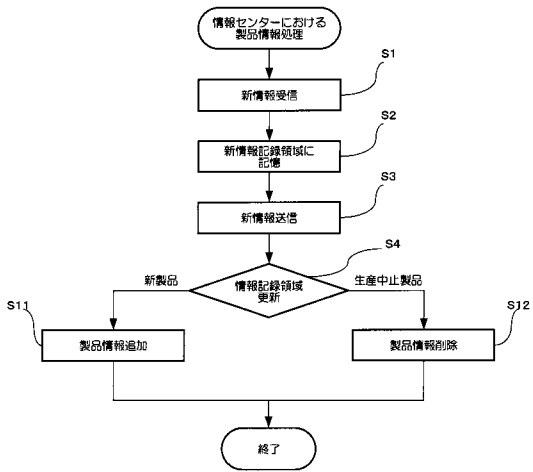 情報センターにおける
製品情報処理
S1
新情報受信
S2
新情報記録領域に
記憶
S3
新情報送信
S4
情報記録領域
更新
新製品
生産中止製品
S11
製品情報追加
S12
製品情報削除
終了